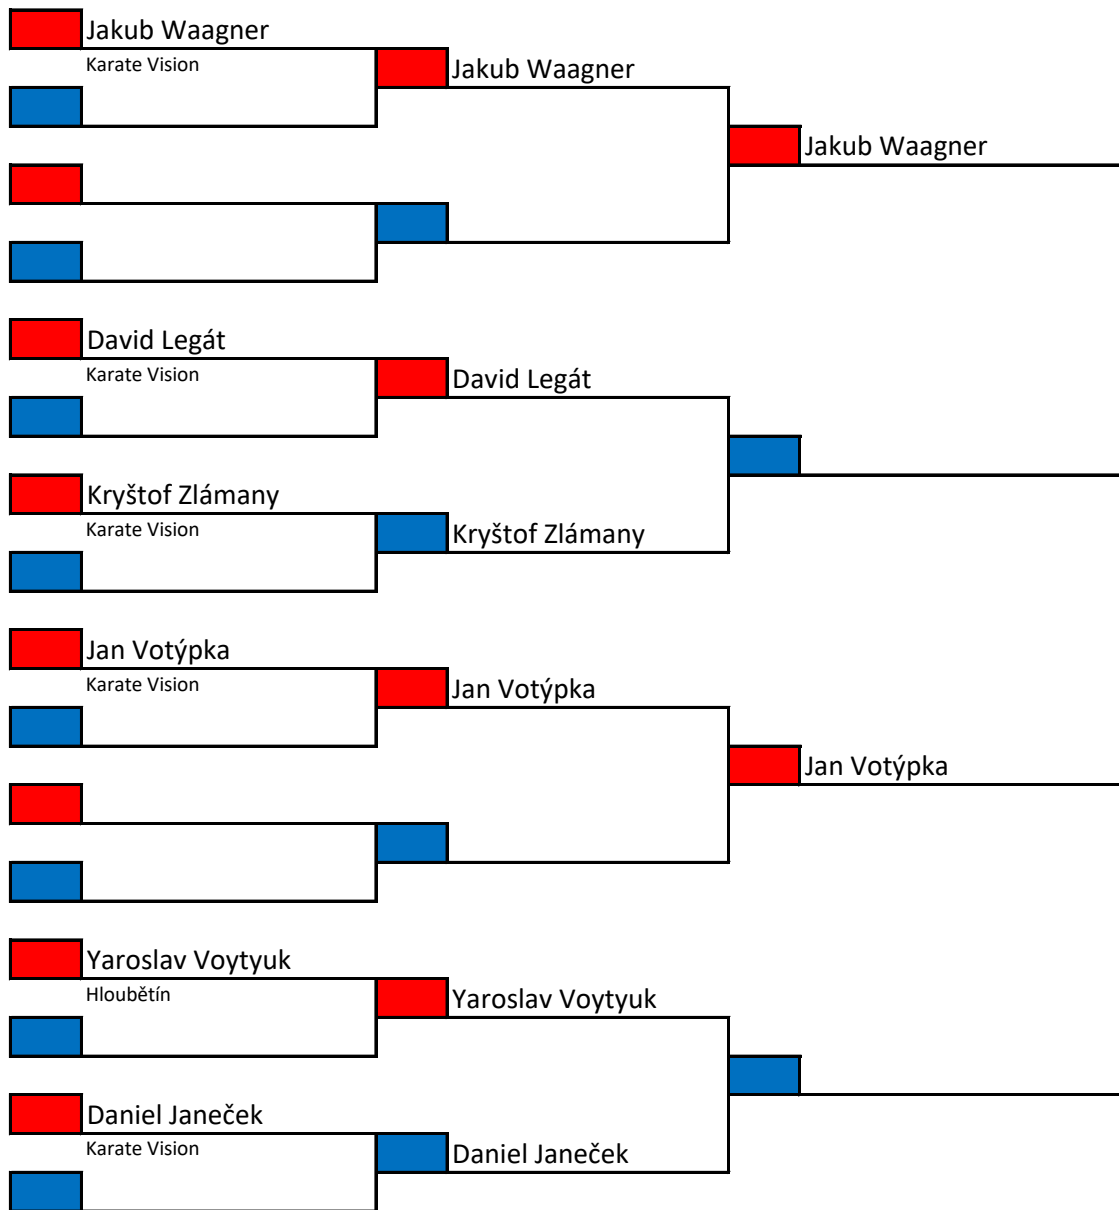 Jakub Waagner
Karate Vision
Jakub Waagner
Jakub Waagner
David Legát
Karate Vision
David Legát
Kryštof Zlámany
Karate Vision
Kryštof Zlámany
Jan Votýpka
Karate Vision
Jan Votýpka
Jan Votýpka
Yaroslav Voytyuk
Hloubětín
Yaroslav Voytyuk
Daniel Janeček
Karate Vision
Daniel Janeček